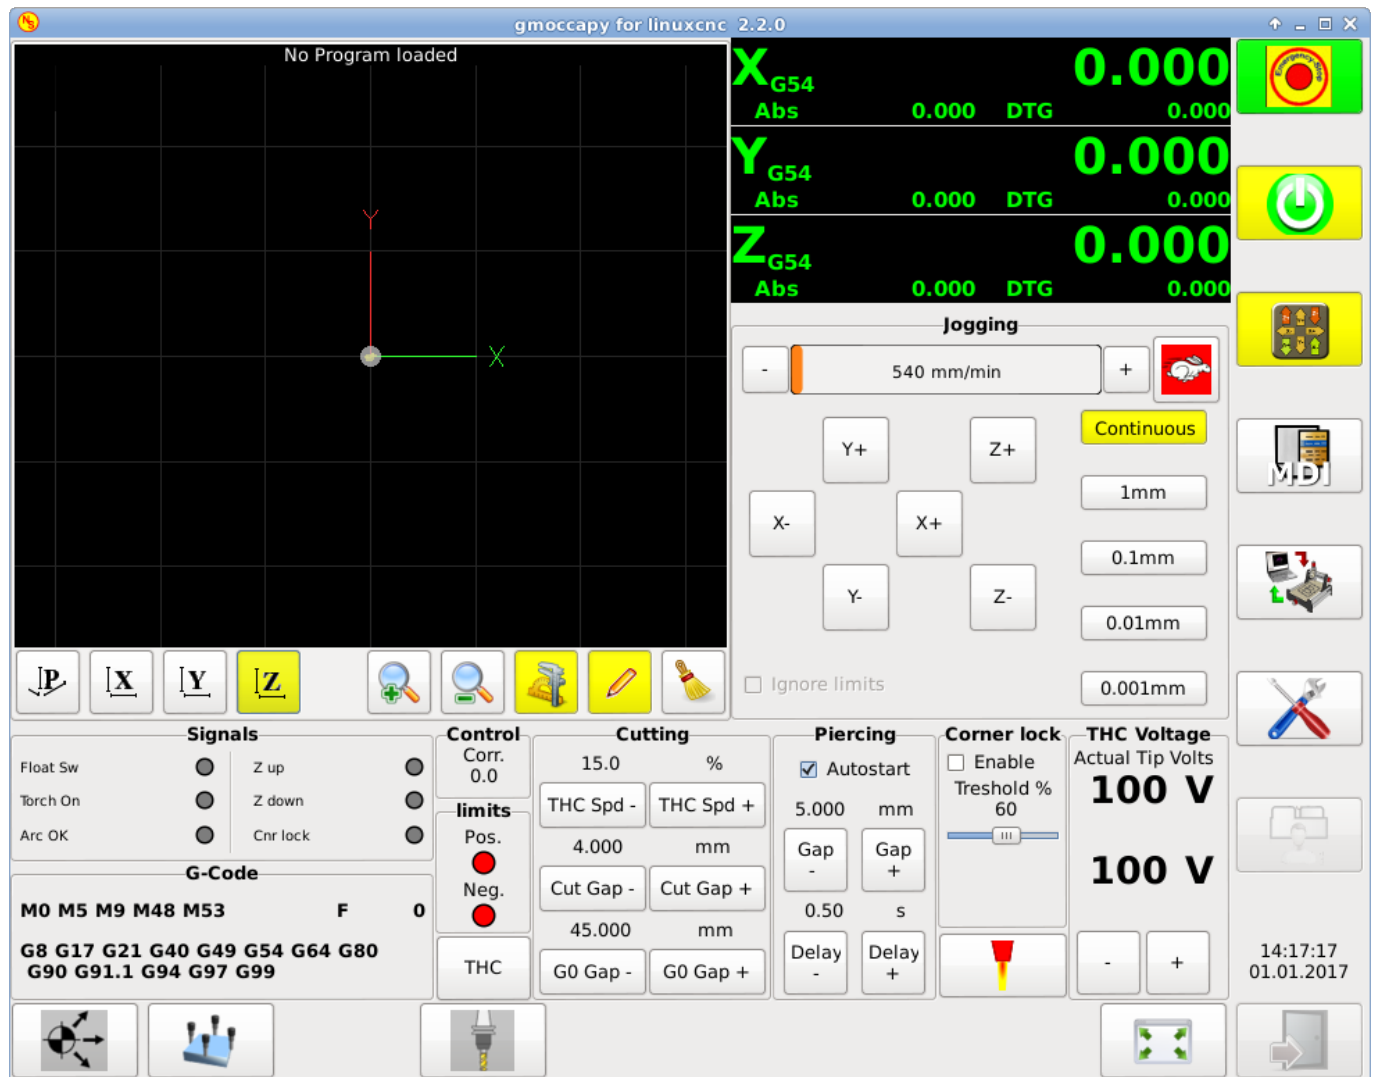 gmoccapy for linuxcnc 2.2.0
No Program loaded
Y
X
X G54 0.000
Abs 0.000 DTG 0.000
Y G54 0.000
Abs 0.000 DTG 0.000
Z G54 0.000
Abs 0.000 DTG 0.000
Emergency-Stop
Jogging
- 540 mm/min +
Continuous
Y+ Z+
1mm
X- X+
0.1mm
Y- Z-
0.01mm
Ignore limits
0.001mm
MDI
P X Y Z
Signals
Float Sw Z up
Torch On Z down
Arc OK Cnr lock
G-Code
M0 M5 M9 M48 M53 F 0
G8 G17 G21 G40 G49 G54 G64 G80
G90 G91.1 G94 G97 G99
Control
Corr.
0.0
limits
Pos.
Neg.
THC
Cutting
15.0 %
THC Spd - THC Spd +
4.000 mm
Cut Gap - Cut Gap +
45.000 mm
G0 Gap - G0 Gap +
Piercing
Autostart
5.000 mm
Gap - Gap +
0.50 s
Delay - Delay +
Corner lock
Enable
Treshold %
60
THC Voltage
Actual Tip Volts
100 V
100 V
- +
14:17:17
01.01.2017